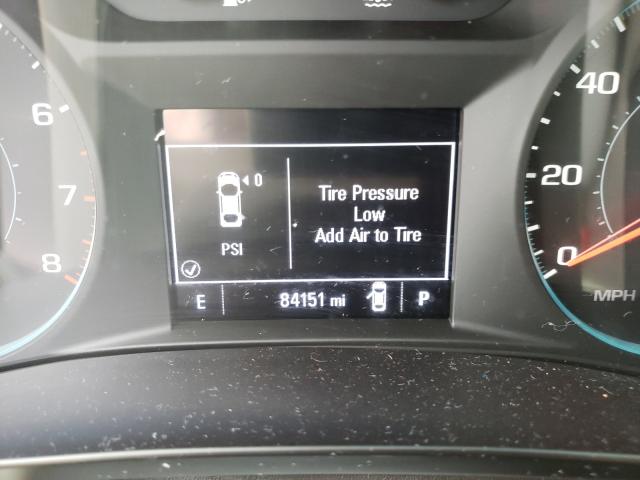 6
7
8
0
PSI
Tire Pressure
Low
Add Air to Tire
E
84151 mi
P
40
20
0
MPH